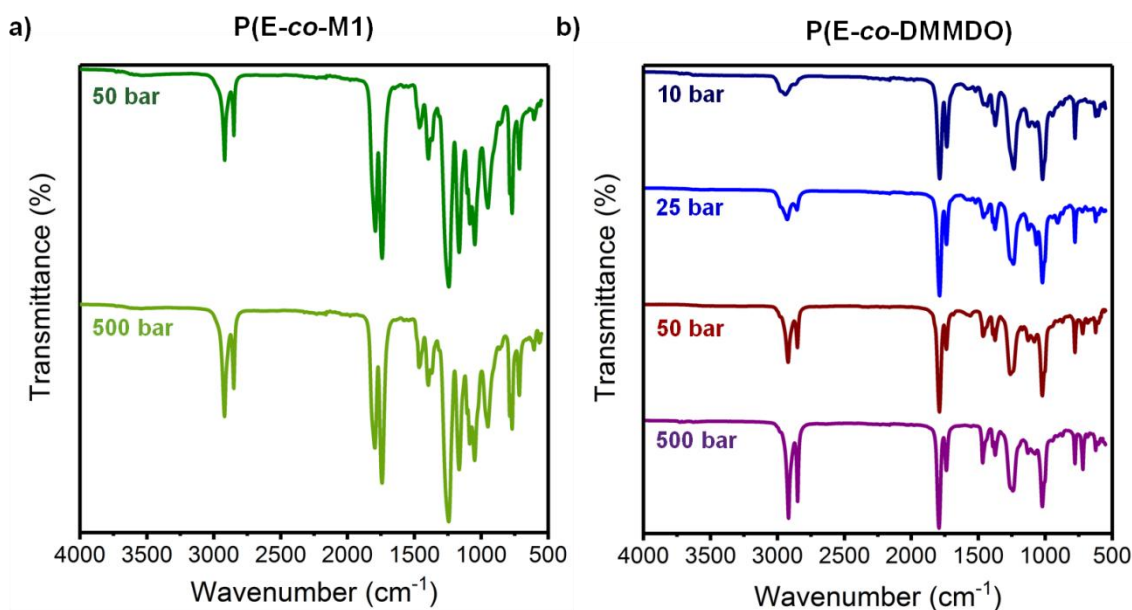 a)
P(E-co-M1)
50 bar
500 bar
Transmittance (%)
4000 3500 3000 2500 2000 1500 1000 500
Wavenumber (cm⁻¹)
b)
P(E-co-DMMDO)
10 bar
25 bar
50 bar
500 bar
Transmittance (%)
4000 3500 3000 2500 2000 1500 1000 500
Wavenumber (cm⁻¹)